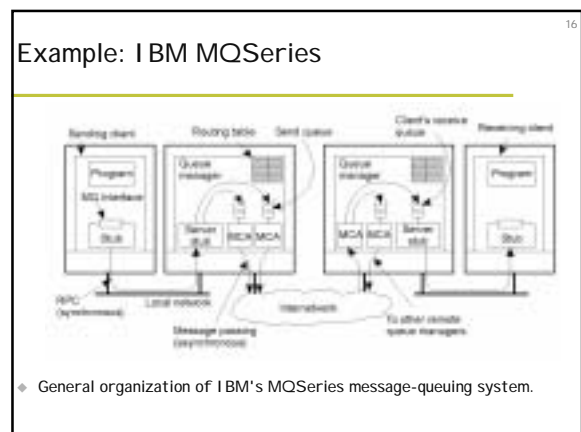 16
Example: IBM MQSeries
Sending client
Routing table
Send queue
Client's receive
queue
Receiving client
Program
Queue
manager
Queue
manager
Program
MQ Interface
Stub
Server
stub
MCA
MCA
MCA
MCA
Server
stub
Stub
RPC
(synchronous)
Local network
Message passing
(asynchronous)
Internetwork
To other remote
queue managers
General organization of IBM's MQSeries message-queuing system.